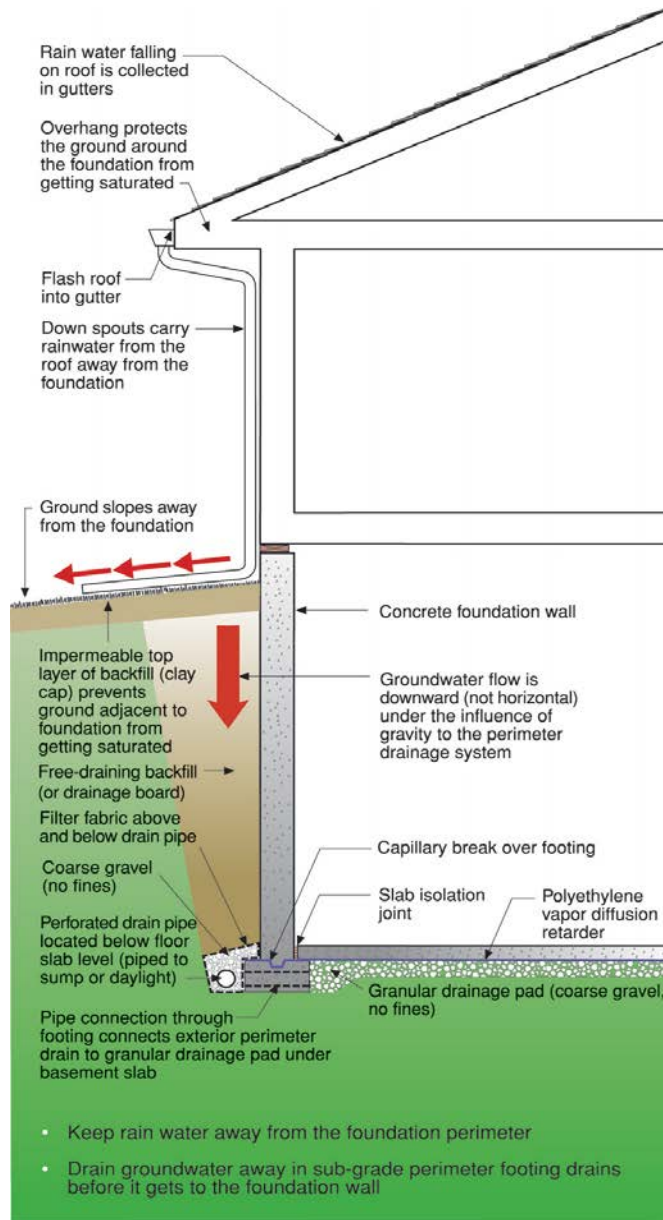 Rain water falling
on roof is collected
in gutters
Overhang protects
the ground around
the foundation from
getting saturated
Flash roof
into gutter
Down spouts carry
rainwater from the
roof away from the
foundation
Ground slopes away
from the foundation
Concrete foundation wall
Impermeable top
layer of backfill (clay
cap) prevents
ground adjacent to
foundation from
getting saturated
Groundwater flow is
downward (not horizontal)
under the influence of
gravity to the perimeter
drainage system
Free-draining backfill
(or drainage board)
Filter fabric above
and below drain pipe
Capillary break over footing
Coarse gravel
(no fines)
Slab isolation
joint
Polyethylene
vapor diffusion
retarder
Perforated drain pipe
located below floor
slab level (piped to
sump or daylight)
Granular drainage pad (coarse gravel,
no fines)
Pipe connection through
footing connects exterior perimeter
drain to granular drainage pad under
basement slab
• Keep rain water away from the foundation perimeter
• Drain groundwater away in sub-grade perimeter footing drains
before it gets to the foundation wall